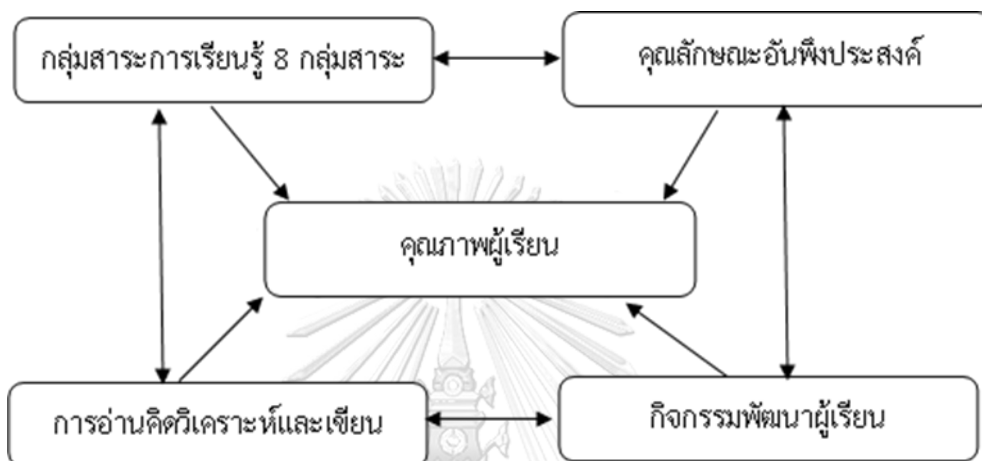 กลุ่มสาระการเรียนรู้ 8 กลุ่มสาระ
คุณลักษณะอันพึงประสงค์
คุณภาพผู้เรียน
การอ่านคิดวิเคราะห์และเขียน
กิจกรรมพัฒนาผู้เรียน